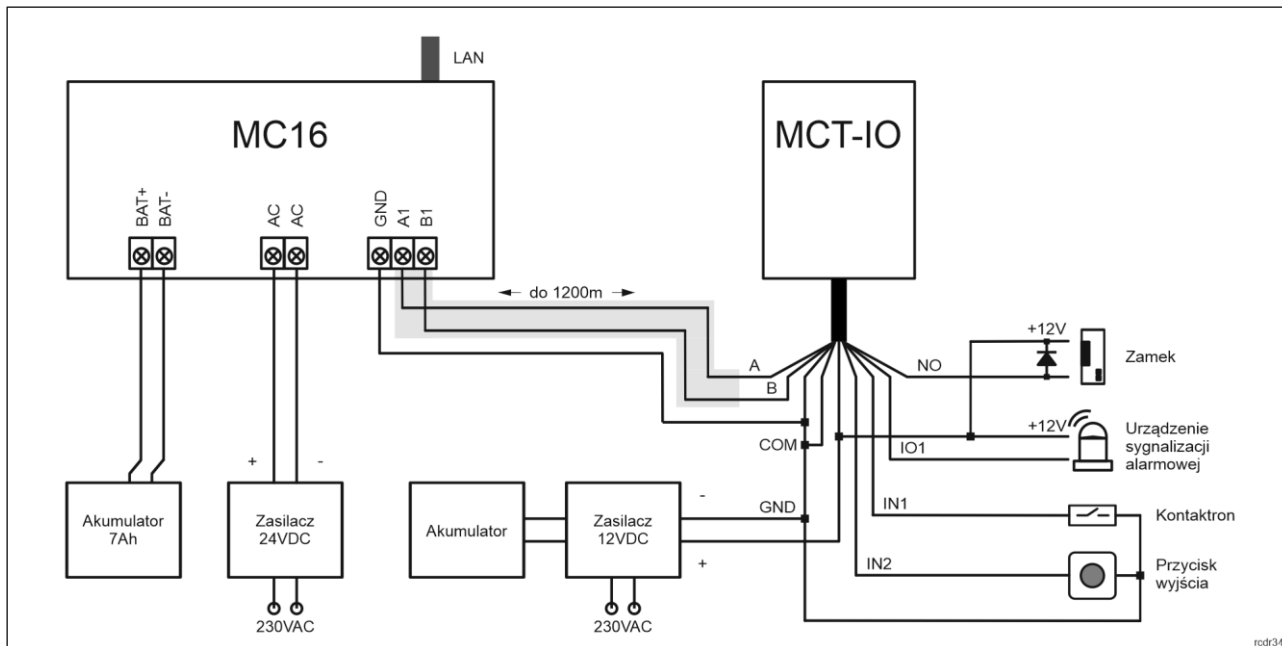 LAN
MC16
MCT-IO
BAT+
BAT-
AC
AC
GND
A1
B1
do 1200m
A
B
NO
+12V
Zamek
+12V
Urządzenie
sygnalizacji
alarmowej
COM
IO1
+
-
Akumulator
7Ah
Zasilacz
24VDC
Akumulator
Zasilacz
12VDC
-
GND
+
IN1
Kontaktron
IN2
Przycisk
wyjścia
230VAC
230VAC
rcdr34